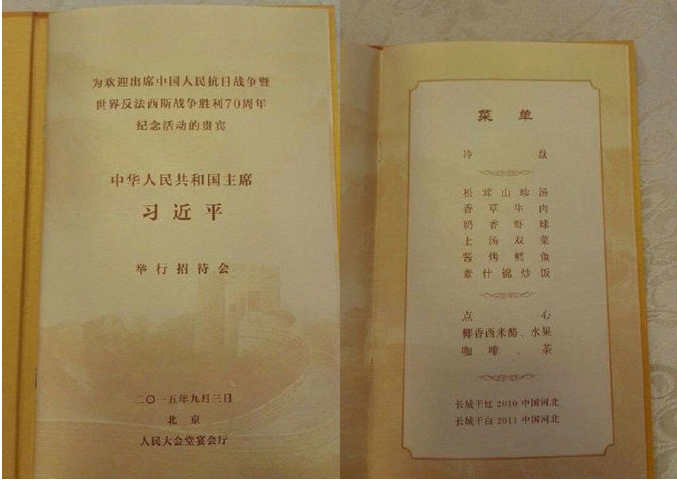 为欢迎出席中国人民抗日战争暨
世界反法西斯战争胜利70周年
纪念活动的贵宾
中华人民共和国主席
习近平
举行招待会
二〇一五年九月三日
北京
人民大会堂宴会厅
菜单
冷盘
松茸山珍汤
香草牛肉
奶香虾球
上汤双菜
酱烤鳕鱼
素什锦炒饭
点心
椰香西米酪、水果
咖啡、茶
长城干红 2010 中国河北
长城干白 2011 中国河北